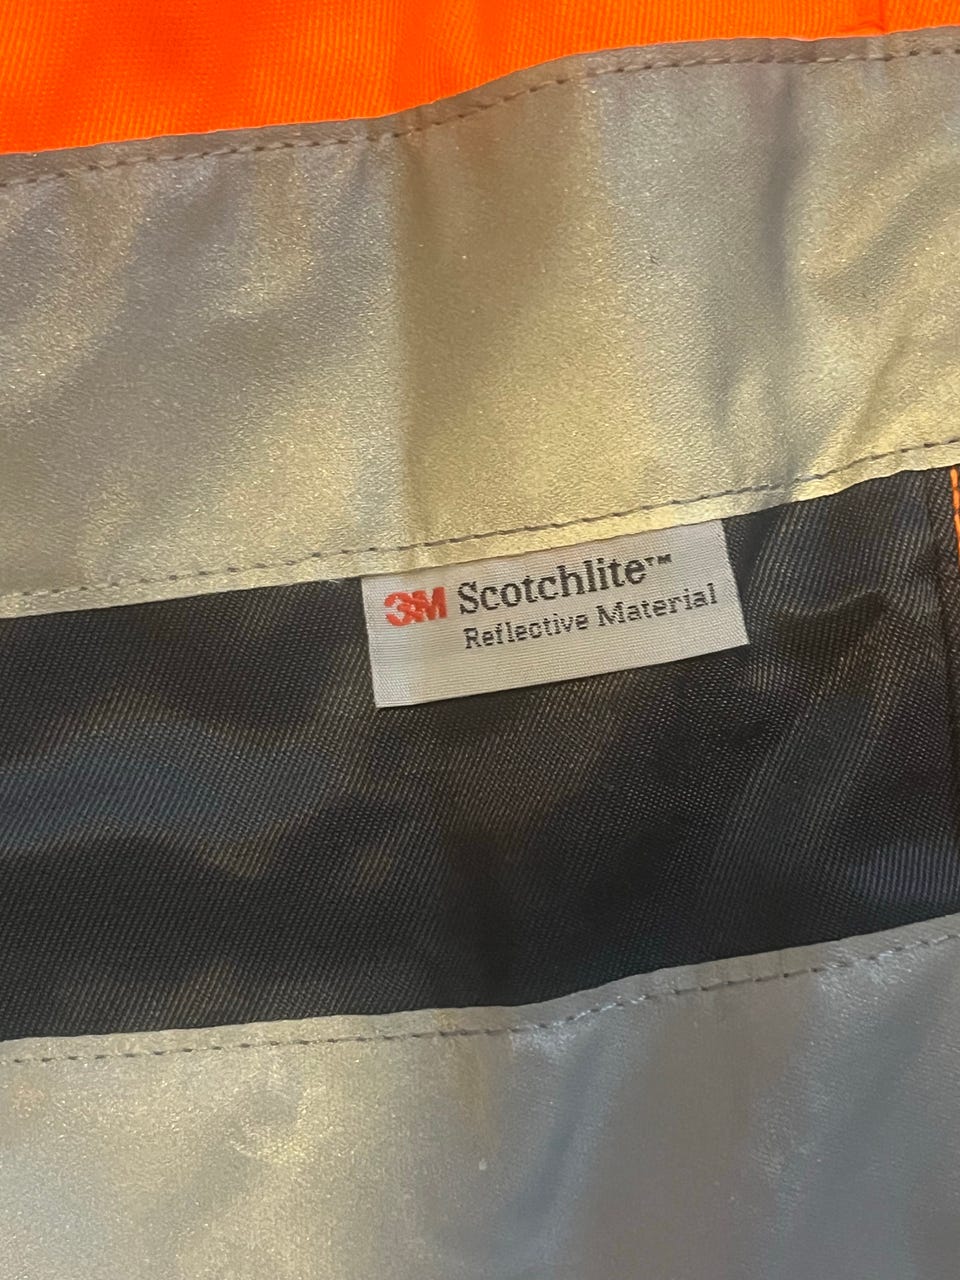 3M Scotchlite™
Reflective Material